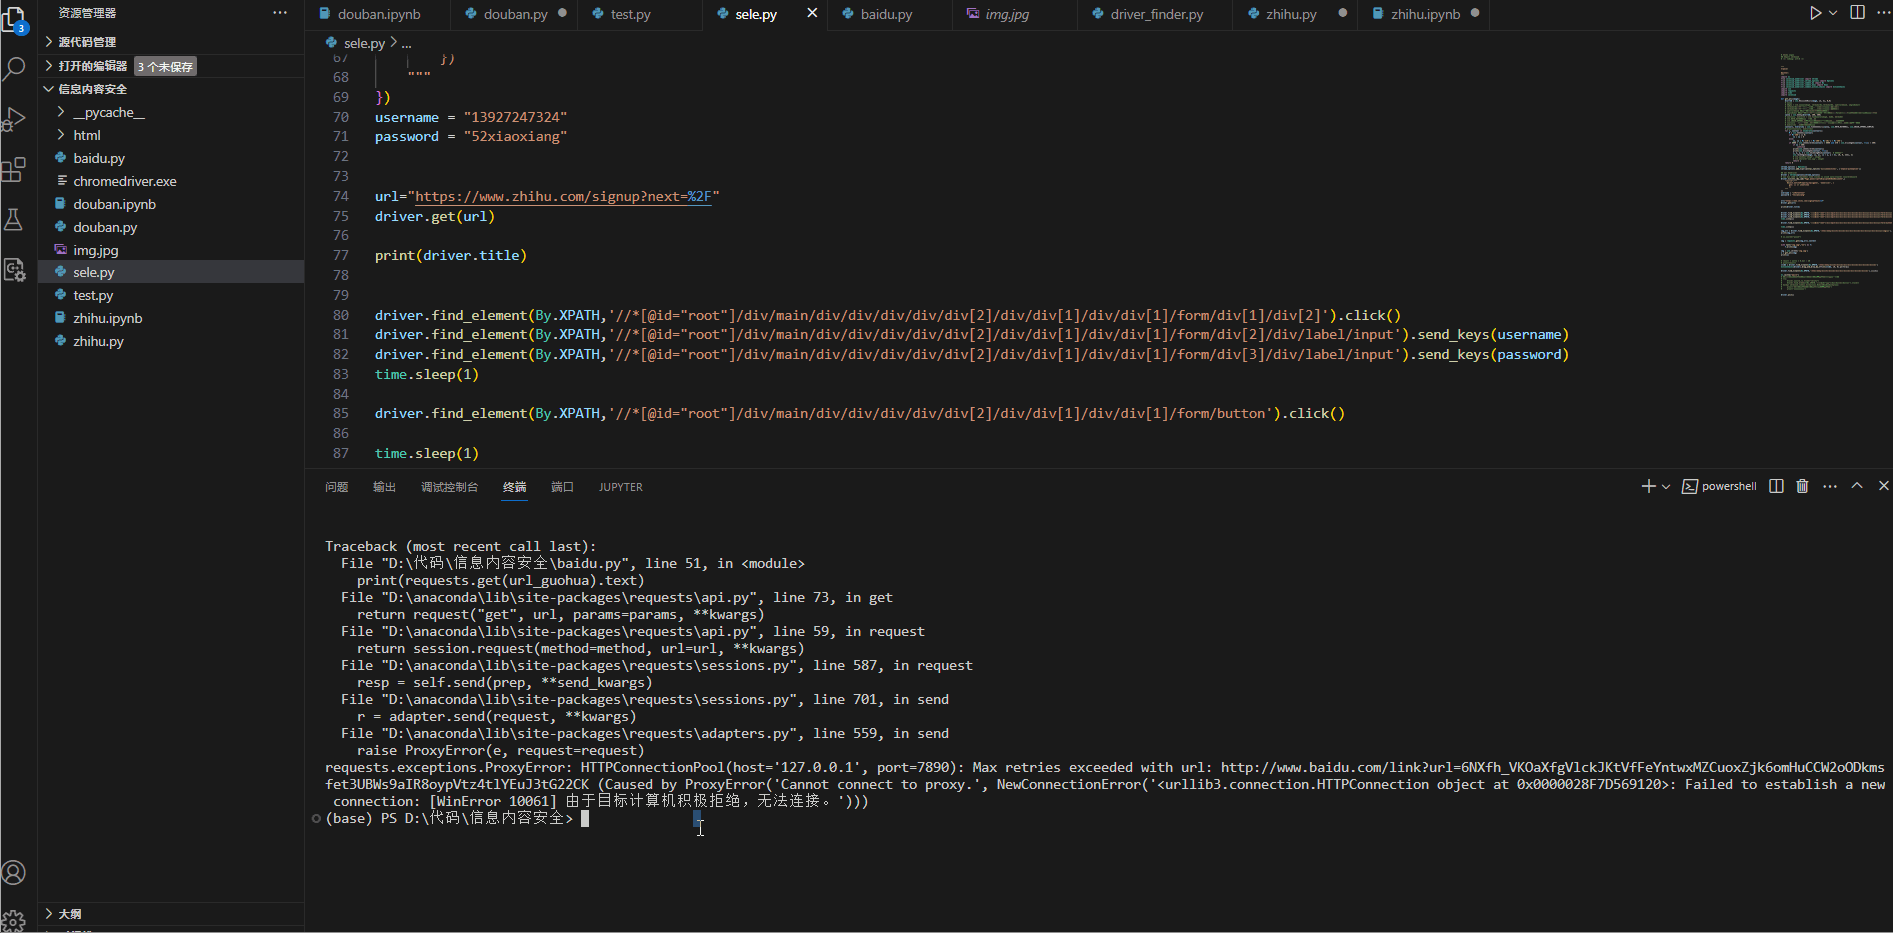 3
资源管理器
···
源代码管理
打开的编辑器 3 个未保存
信息内容安全
__pycache__
html
baidu.py
chromedriver.exe
douban.ipynb
douban.py
img.jpg
sele.py
test.py
zhihu.ipynb
zhihu.py
大纲
douban.ipynb douban.py test.py sele.py baidu.py img.jpg driver_finder.py zhihu.py zhihu.ipynb
sele.py > ...
67 })
68 """
69 })
70 username = "13927247324"
71 password = "52xiaoxiang"
72
73
74 url="https://www.zhihu.com/signup?next=%2F"
75 driver.get(url)
76
77 print(driver.title)
78
79
80 driver.find_element(By.XPATH,'//*[@id="root"]/div/main/div/div/div/div/div[2]/div/div[1]/div/div[1]/form/div[1]/div[2]').click()
81 driver.find_element(By.XPATH,'//*[@id="root"]/div/main/div/div/div/div/div[2]/div/div[1]/div/div[1]/form/div[2]/div/label/input').send_keys(username)
82 driver.find_element(By.XPATH,'//*[@id="root"]/div/main/div/div/div/div/div[2]/div/div[1]/div/div[1]/form/div[3]/div/label/input').send_keys(password)
83 time.sleep(1)
84
85 driver.find_element(By.XPATH,'//*[@id="root"]/div/main/div/div/div/div/div[2]/div/div[1]/div/div[1]/form/button').click()
86
87 time.sleep(1)
问题 输出 调试控制台 终端 端口 JUPYTER
powershell
Traceback (most recent call last):
File "D:\代码\信息内容安全\baidu.py", line 51, in <module>
print(requests.get(url_guohua).text)
File "D:\anaconda\lib\site-packages\requests\api.py", line 73, in get
return request("get", url, params=params, **kwargs)
File "D:\anaconda\lib\site-packages\requests\api.py", line 59, in request
return session.request(method=method, url=url, **kwargs)
File "D:\anaconda\lib\site-packages\requests\sessions.py", line 587, in request
resp = self.send(prep, **send_kwargs)
File "D:\anaconda\lib\site-packages\requests\sessions.py", line 701, in send
r = adapter.send(request, **kwargs)
File "D:\anaconda\lib\site-packages\requests\adapters.py", line 559, in send
raise ProxyError(e, request=request)
requests.exceptions.ProxyError: HTTPConnectionPool(host='127.0.0.1', port=7890): Max retries exceeded with url: http://www.baidu.com/link?url=6NXfh_VKOaXfgVlckJKtVfFeYntwxMZCuoxZjk6omHuCCW2oODkms
fet3UBWs9aIR8oypVtz4tlYEuJ3tG22CK (Caused by ProxyError('Cannot connect to proxy.', NewConnectionError('<urllib3.connection.HTTPConnection object at 0x0000028F7D569120>: Failed to establish a new
connection: [WinError 10061] 由于目标计算机积极拒绝，无法连接。')))
(base) PS D:\代码\信息内容安全>